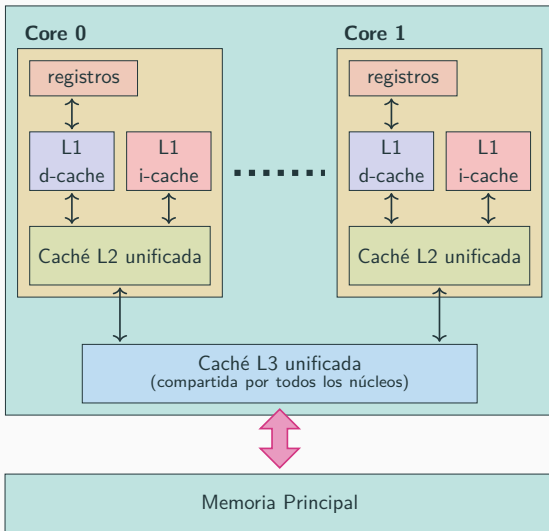 Core 0
registros
L1
d-cache
L1
i-cache
Caché L2 unificada
Core 1
registros
L1
d-cache
L1
i-cache
Caché L2 unificada
Caché L3 unificada
(compartida por todos los núcleos)
Memoria Principal